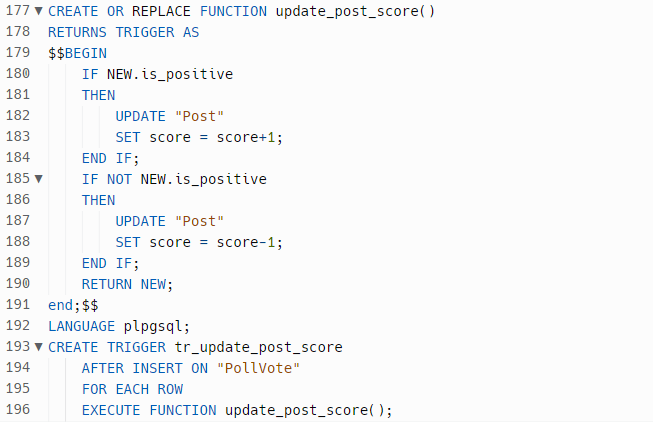 177 ▼ CREATE OR REPLACE FUNCTION update_post_score()
178 RETURNS TRIGGER AS
179 $$BEGIN
180     IF NEW.is_positive
181     THEN
182         UPDATE "Post"
183         SET score = score+1;
184     END IF;
185 ▼     IF NOT NEW.is_positive
186     THEN
187         UPDATE "Post"
188         SET score = score-1;
189     END IF;
190     RETURN NEW;
191 end;$$
192 LANGUAGE plpgsql;
193 ▼ CREATE TRIGGER tr_update_post_score
194     AFTER INSERT ON "PollVote"
195     FOR EACH ROW
196     EXECUTE FUNCTION update_post_score();